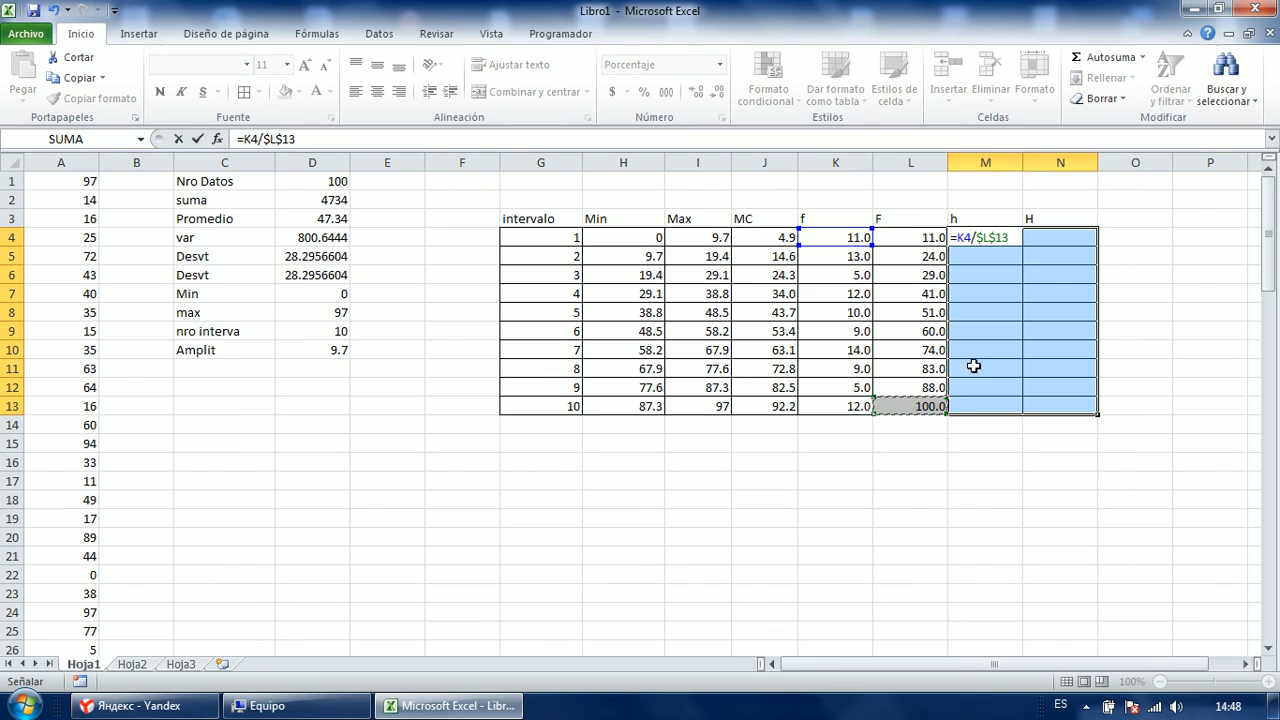 Libro1 - Microsoft Excel
Archivo Inicio Insertar Diseño de página Fórmulas Datos Revisar Vista Programador
Cortar 11 Ajustar texto Porcentaje Autosuma
Pegar Copiar Combinar y centrar Formato condicional Dar formato como tabla Estilos de celda Insertar Eliminar Formato Rellenar Ordenar y filtrar Buscar y seleccionar
Copiar formato N K S Borrar
Portapapeles Fuente Alineación Número Estilos Celdas Modificar
SUMA =K4/$L$13
A B C D E F G H I J K L M N O P
1 97 Nro Datos 100
2 14 suma 4734
3 16 Promedio 47.34 intervalo Min Max MC f F h H
4 25 var 800.6444 1 0 9.7 4.9 11.0 11.0 =K4/$L$13
5 72 Desvt 28.2956604 2 9.7 19.4 14.6 13.0 24.0
6 43 Desvt 28.2956604 3 19.4 29.1 24.3 5.0 29.0
7 40 Min 0 4 29.1 38.8 34.0 12.0 41.0
8 35 max 97 5 38.8 48.5 43.7 10.0 51.0
9 15 nro interva 10 6 48.5 58.2 53.4 9.0 60.0
10 35 Amplit 9.7 7 58.2 67.9 63.1 14.0 74.0
11 63 8 67.9 77.6 72.8 9.0 83.0
12 64 9 77.6 87.3 82.5 5.0 88.0
13 16 10 87.3 97 92.2 12.0 100.0
14 60
15 94
16 33
17 11
18 49
19 17
20 89
21 44
22 0
23 38
24 97
25 77
26 5
Hoja1 Hoja2 Hoja3
Señalar 100%
Яндекс - Yandex Equipo Microsoft Excel - Libr... ES 14:48